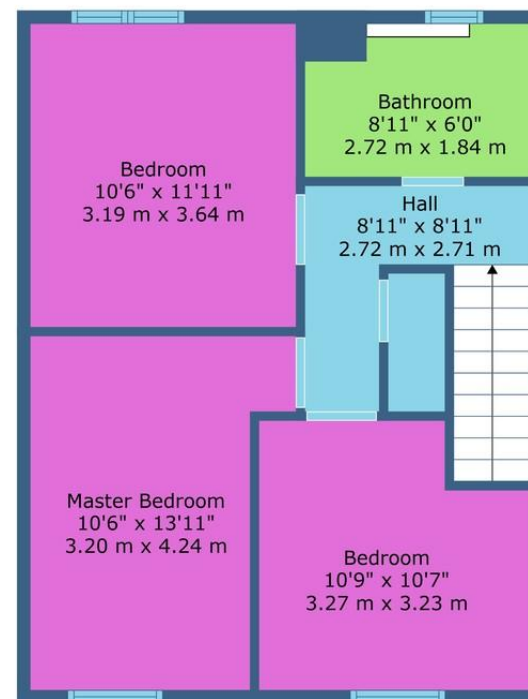 Bathroom
8'11" x 6'0"
2.72 m x 1.84 m
Bedroom
10'6" x 11'11"
3.19 m x 3.64 m
Hall
8'11" x 8'11"
2.72 m x 2.71 m
Master Bedroom
10'6" x 13'11"
3.20 m x 4.24 m
Bedroom
10'9" x 10'7"
3.27 m x 3.23 m